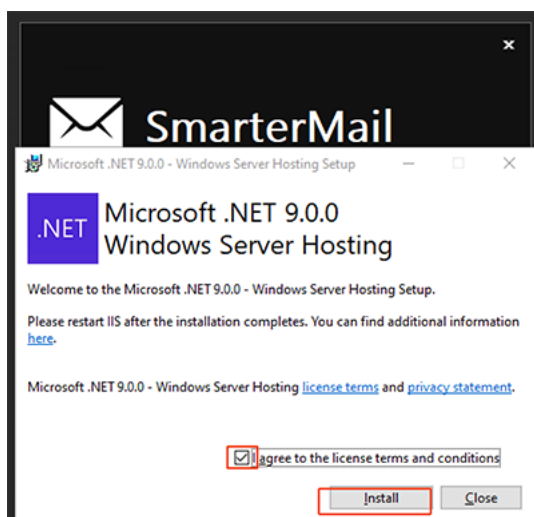 ×
SmarterMail
Microsoft .NET 9.0.0 - Windows Server Hosting Setup
.NET
Microsoft .NET 9.0.0
Windows Server Hosting
Welcome to the Microsoft .NET 9.0.0 - Windows Server Hosting Setup.
Please restart IIS after the installation completes. You can find additional information
here.
Microsoft .NET 9.0.0 - Windows Server Hosting license terms and privacy statement.
I agree to the license terms and conditions
Install Close